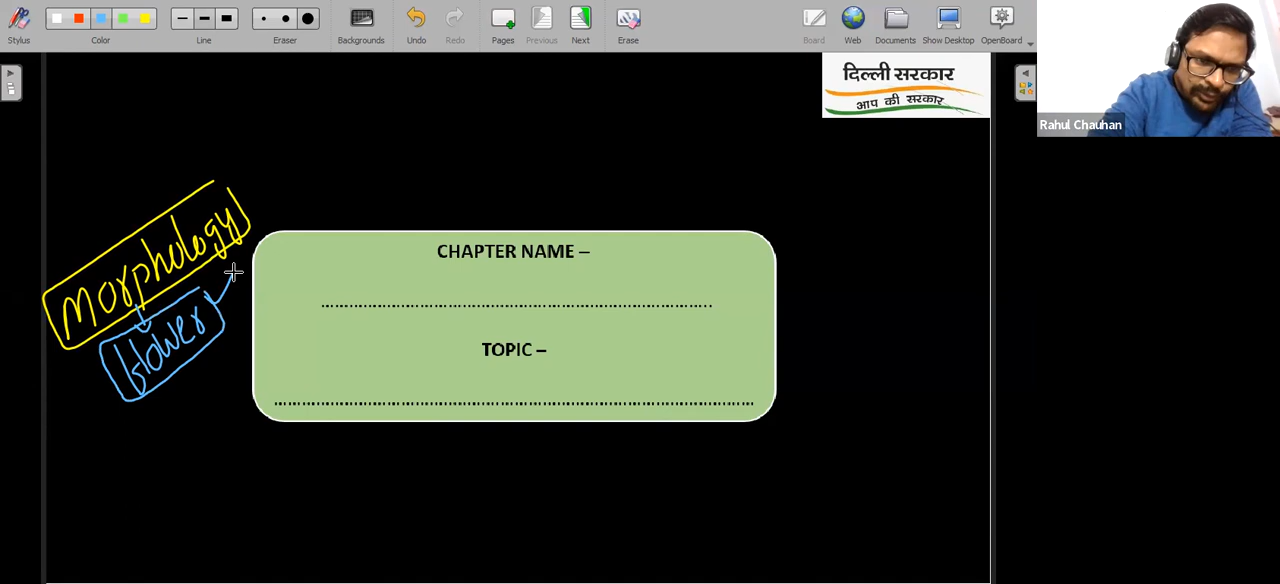 Stylus
Color
Line
Eraser
Backgrounds
Undo
Redo
Pages
Previous
Next
Erase
Board
Web
Documents
Show Desktop
OpenBoard
Rahul Chauhan
दिल्ली सरकार
आप की सरकार
Morphology
flower
CHAPTER NAME –
................................................................................
TOPIC –
................................................................................................